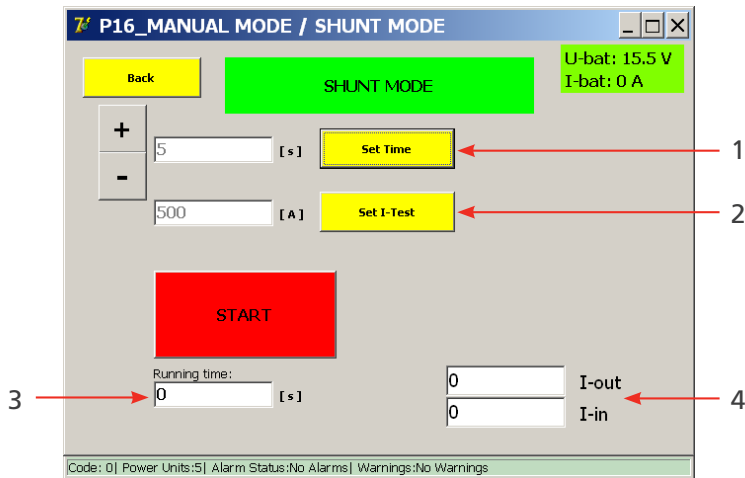 P16_MANUAL MODE / SHUNT MODE
Back
SHUNT MODE
U-bat: 15.5 V
I-bat: 0 A
+
5 [s] Set Time 1
-
500 [A] Set I-Test 2
START
Running time:
3 0 [s]
0 I-out 4
0 I-in
Code: 0| Power Units:5| Alarm Status:No Alarms| Warnings:No Warnings